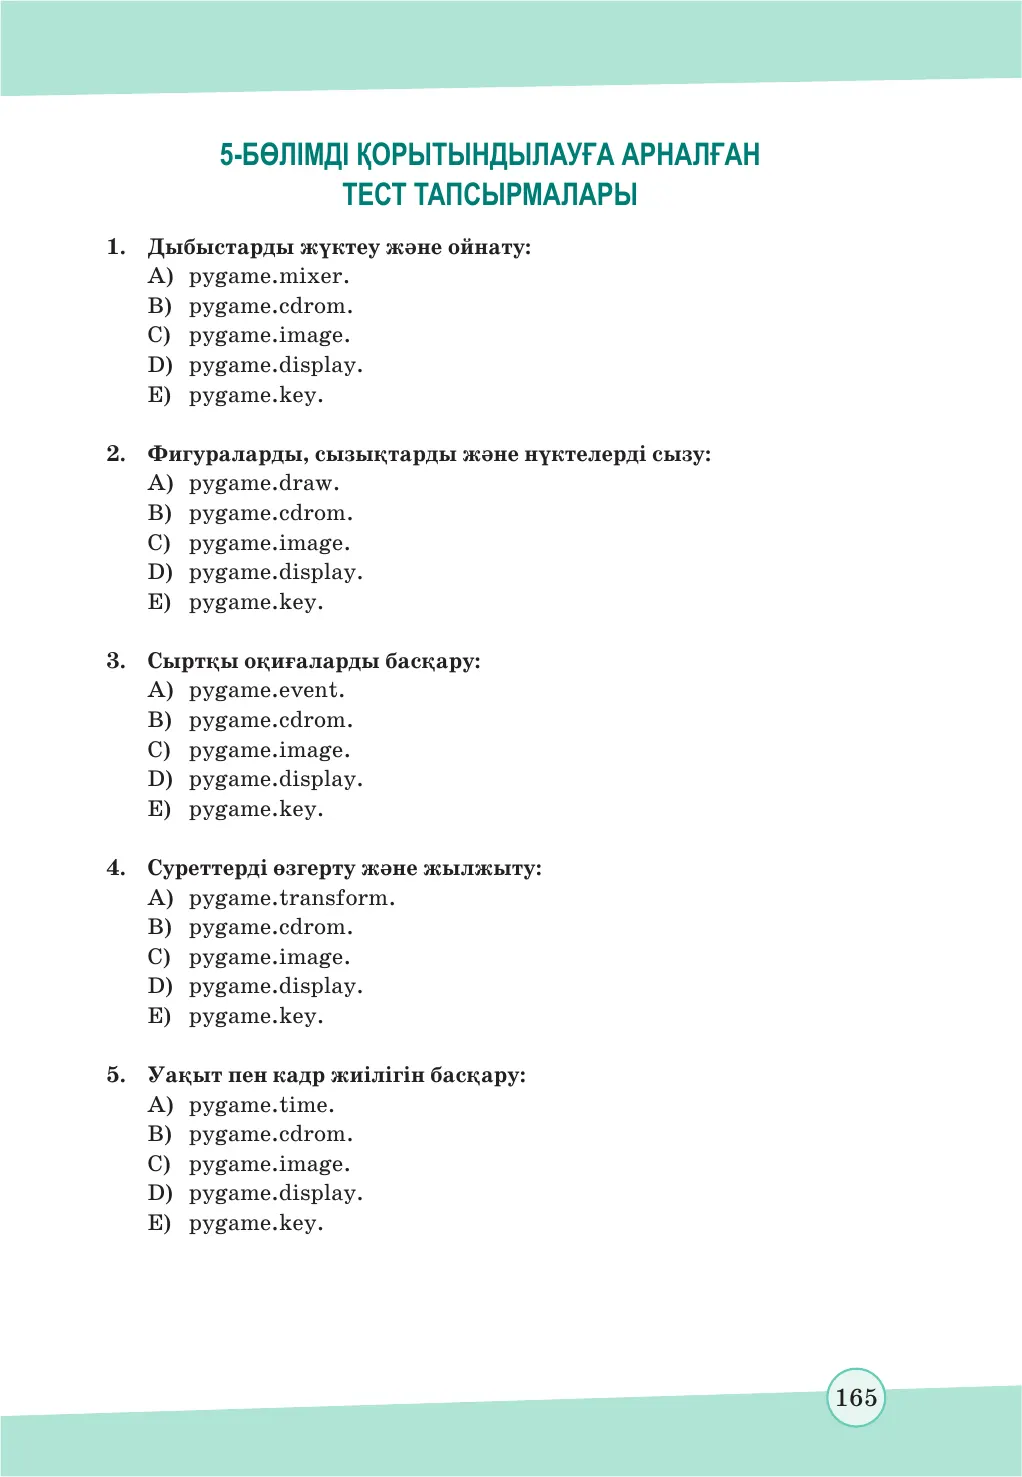 5-БӨЛІМДІ ҚОРЫТЫНДЫЛАУҒА АРНАЛҒАН
ТЕСТ ТАПСЫРМАЛАРЫ
1. Дыбыстарды жүктеу және ойнату:
A) pygame.mixer.
B) pygame.cdrom.
C) pygame.image.
D) pygame.display.
E) pygame.key.
2. Фигураларды, сызықтарды және нүктелерді сызу:
A) pygame.draw.
B) pygame.cdrom.
C) pygame.image.
D) pygame.display.
E) pygame.key.
3. Сыртқы оқиғаларды басқару:
A) pygame.event.
B) pygame.cdrom.
C) pygame.image.
D) pygame.display.
E) pygame.key.
4. Суреттерді өзгерту және жылжыту:
A) pygame.transform.
B) pygame.cdrom.
C) pygame.image.
D) pygame.display.
E) pygame.key.
5. Уақыт пен кадр жиілігін басқару:
A) pygame.time.
B) pygame.cdrom.
C) pygame.image.
D) pygame.display.
E) pygame.key.
165